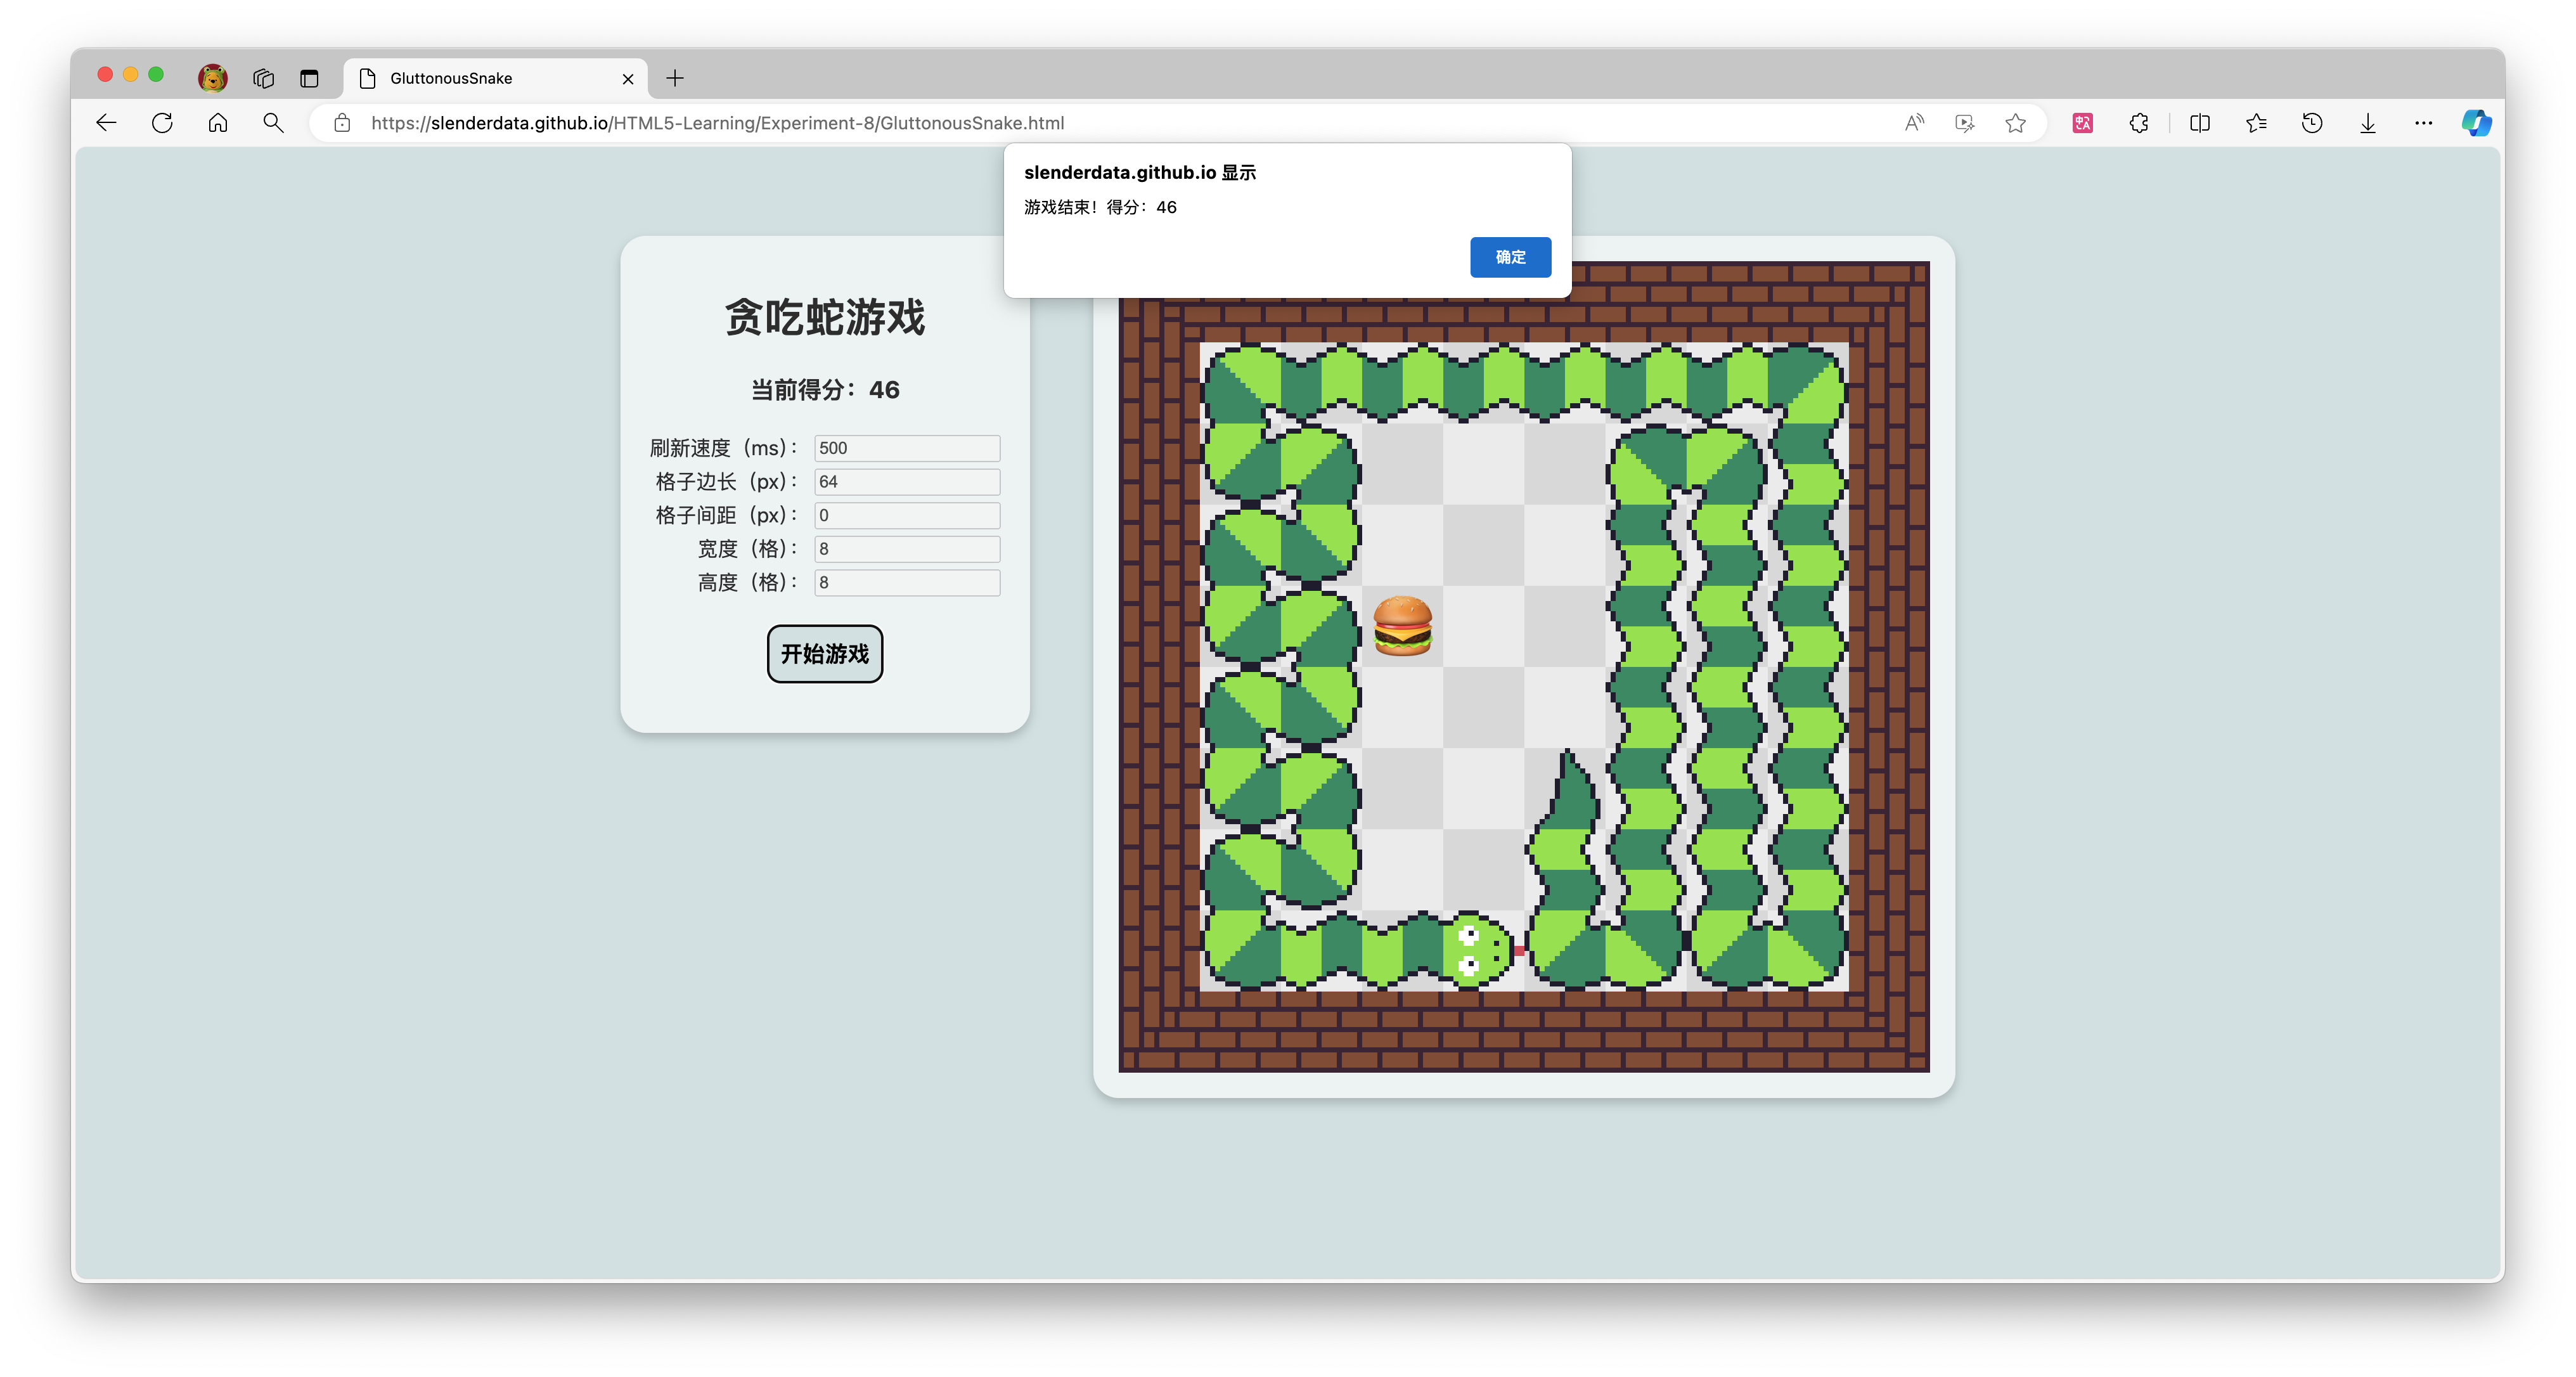 GluttonousSnake
https://slenderdata.github.io/HTML5-Learning/Experiment-8/GluttonousSnake.html
slenderdata.github.io 显示
游戏结束！得分：46
确定
贪吃蛇游戏
当前得分：46
刷新速度（ms）：500
格子边长（px）：64
格子间距（px）：0
宽度（格）：8
高度（格）：8
开始游戏